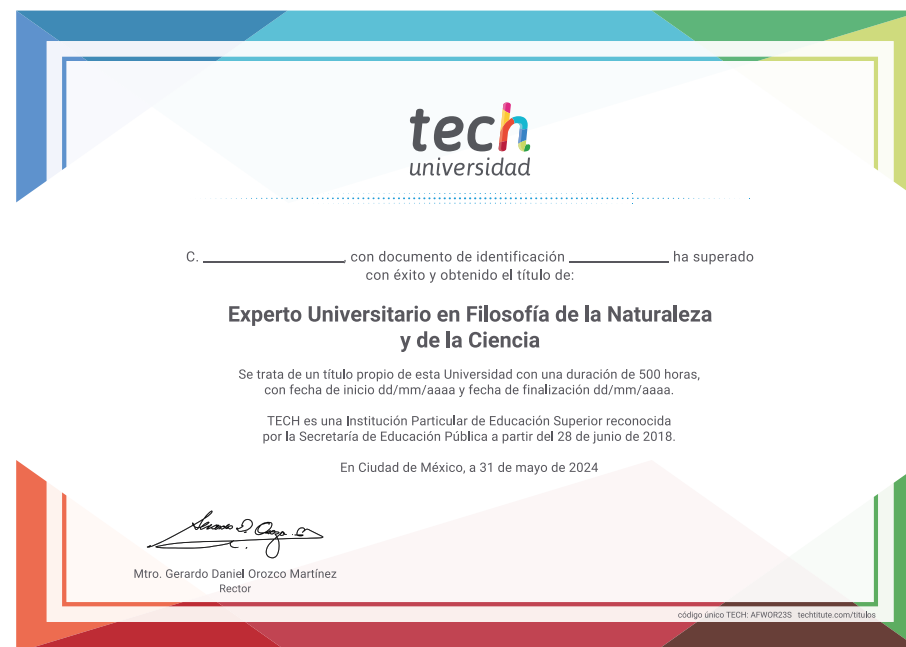 tech
universidad
C. ____________, con documento de identificación ____________ ha superado
con éxito y obtenido el título de:
Experto Universitario en Filosofía de la Naturaleza
y de la Ciencia
Se trata de un título propio de esta Universidad con una duración de 500 horas,
con fecha de inicio dd/mm/aaaa y fecha de finalización dd/mm/aaaa.
TECH es una Institución Particular de Educación Superior reconocida
por la Secretaría de Educación Pública a partir del 28 de junio de 2018.
En Ciudad de México, a 31 de mayo de 2024
Mtro. Gerardo Daniel Orozco Martínez
Rector
código único TECH: AFWOR23S techtitute.com/titulos